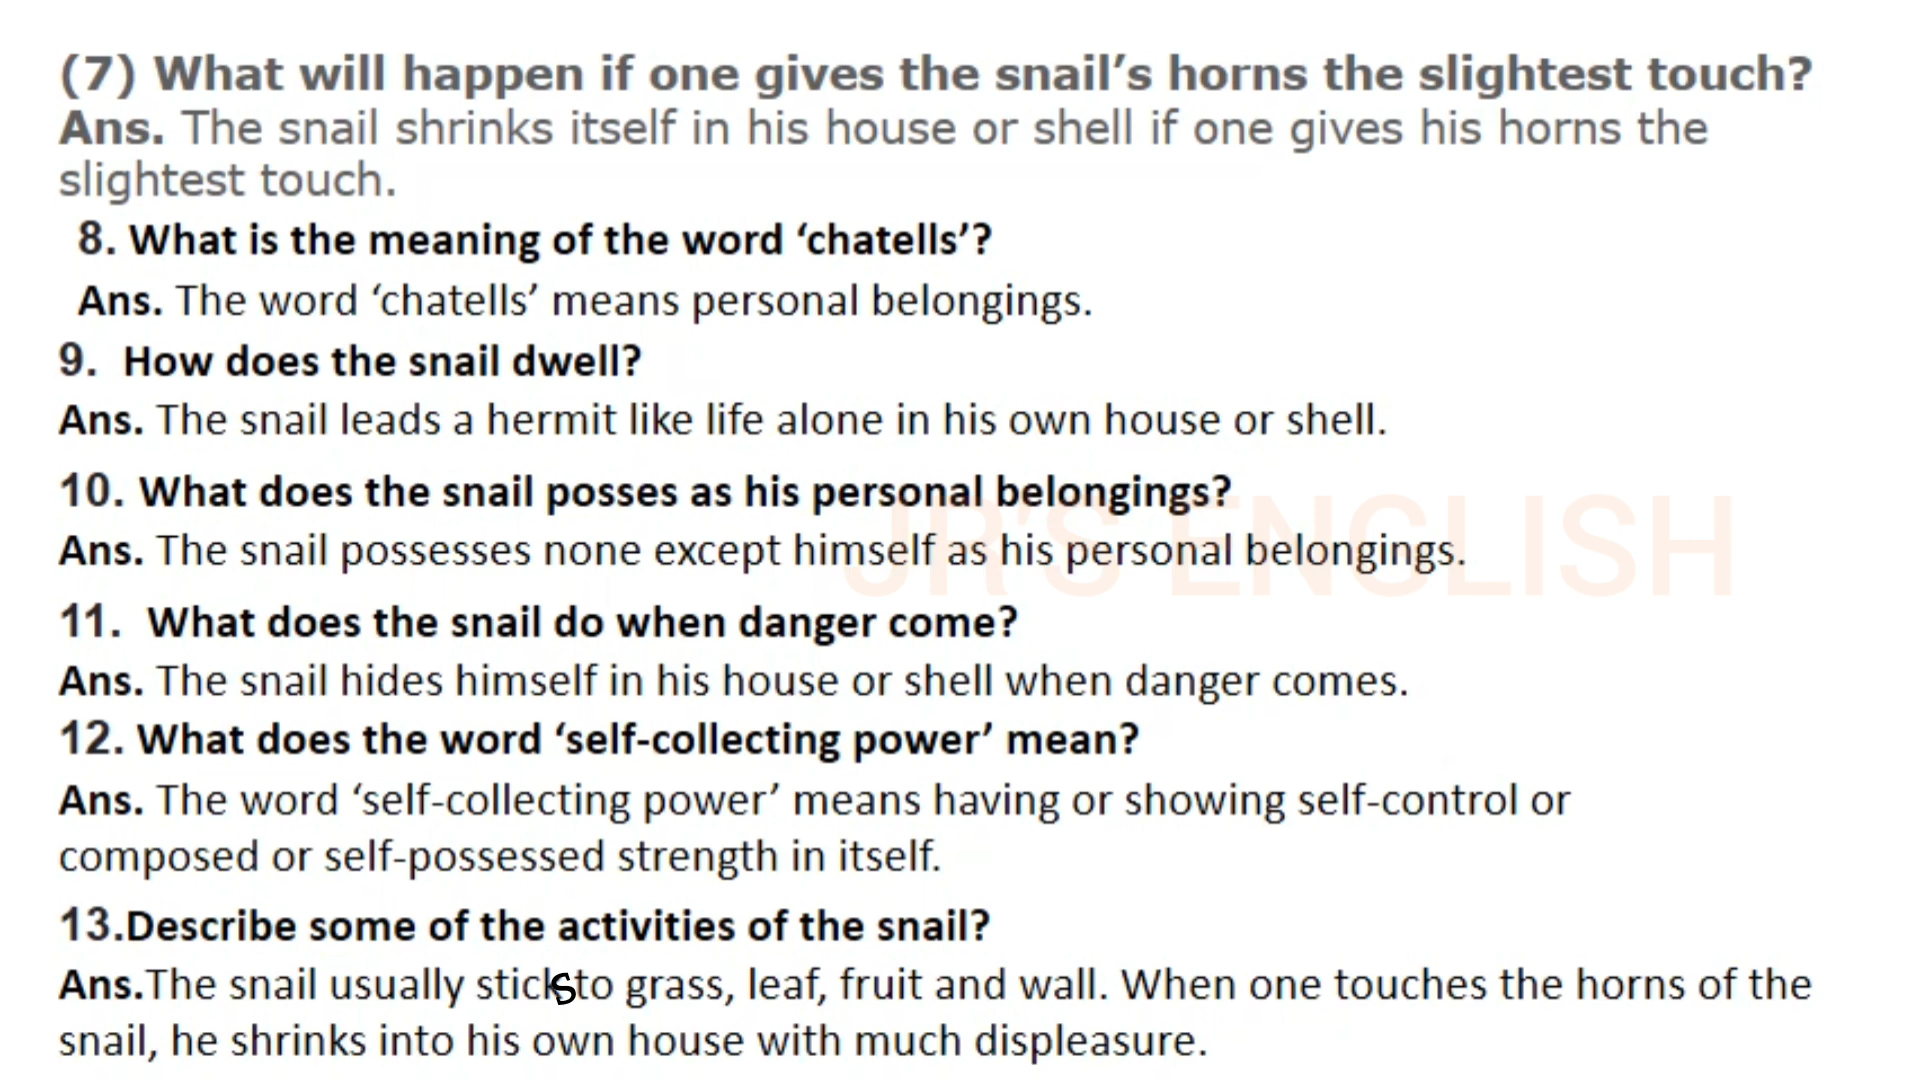 (7) What will happen if one gives the snail’s horns the slightest touch?
Ans. The snail shrinks itself in his house or shell if one gives his horns the
slightest touch.
8. What is the meaning of the word ‘chatells’?
Ans. The word ‘chatells’ means personal belongings.
9. How does the snail dwell?
Ans. The snail leads a hermit like life alone in his own house or shell.
10. What does the snail posses as his personal belongings?
JR'S ENGLISH
Ans. The snail possesses none except himself as his personal belongings.
11. What does the snail do when danger come?
Ans. The snail hides himself in his house or shell when danger comes.
12. What does the word ‘self-collecting power’ mean?
Ans. The word ‘self-collecting power’ means having or showing self-control or
composed or self-possessed strength in itself.
13.Describe some of the activities of the snail?
Ans.The snail usually sticks to grass, leaf, fruit and wall. When one touches the horns of the
snail, he shrinks into his own house with much displeasure.